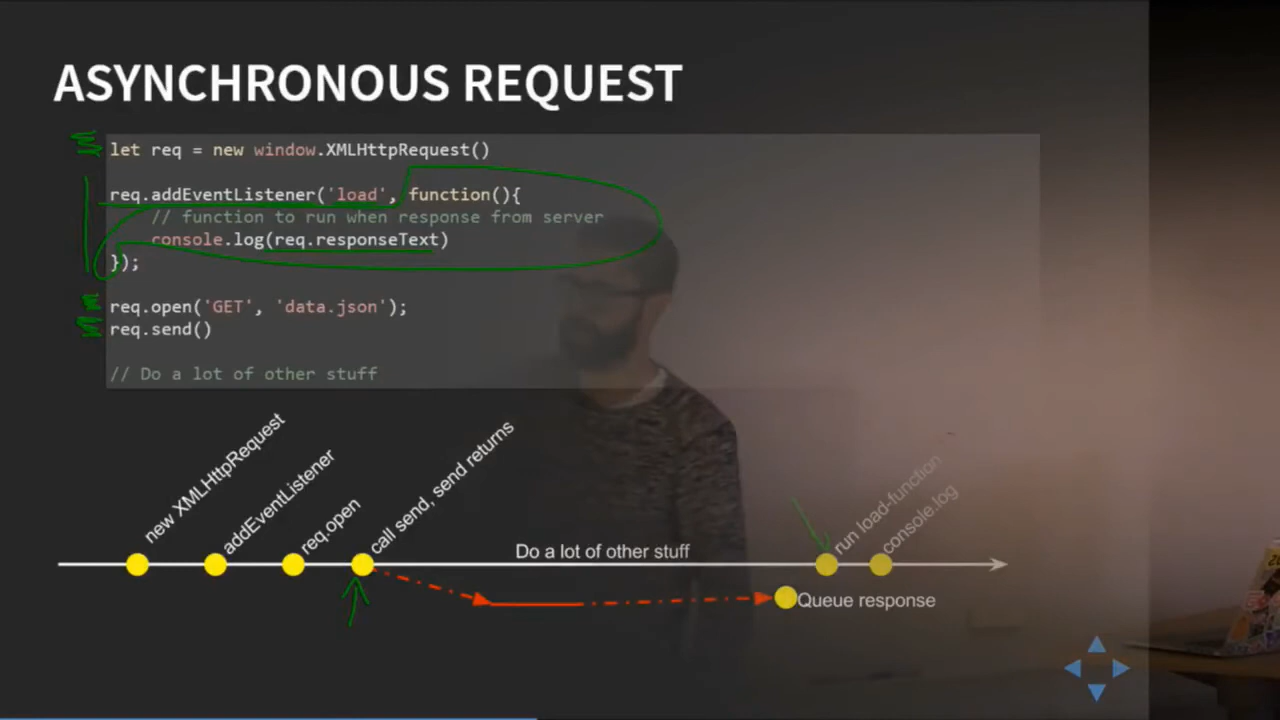 ASYNCHRONOUS REQUEST
let req = new window.XMLHttpRequest()
req.addEventListener('load', function(){
// function to run when response from server
console.log(req.responseText)
});
req.open('GET', 'data.json');
req.send()
// Do a lot of other stuff
new XMLHttpRequest
addEventListener
req.open
call send, send returns
Do a lot of other stuff
run load-function
console.log
Queue response